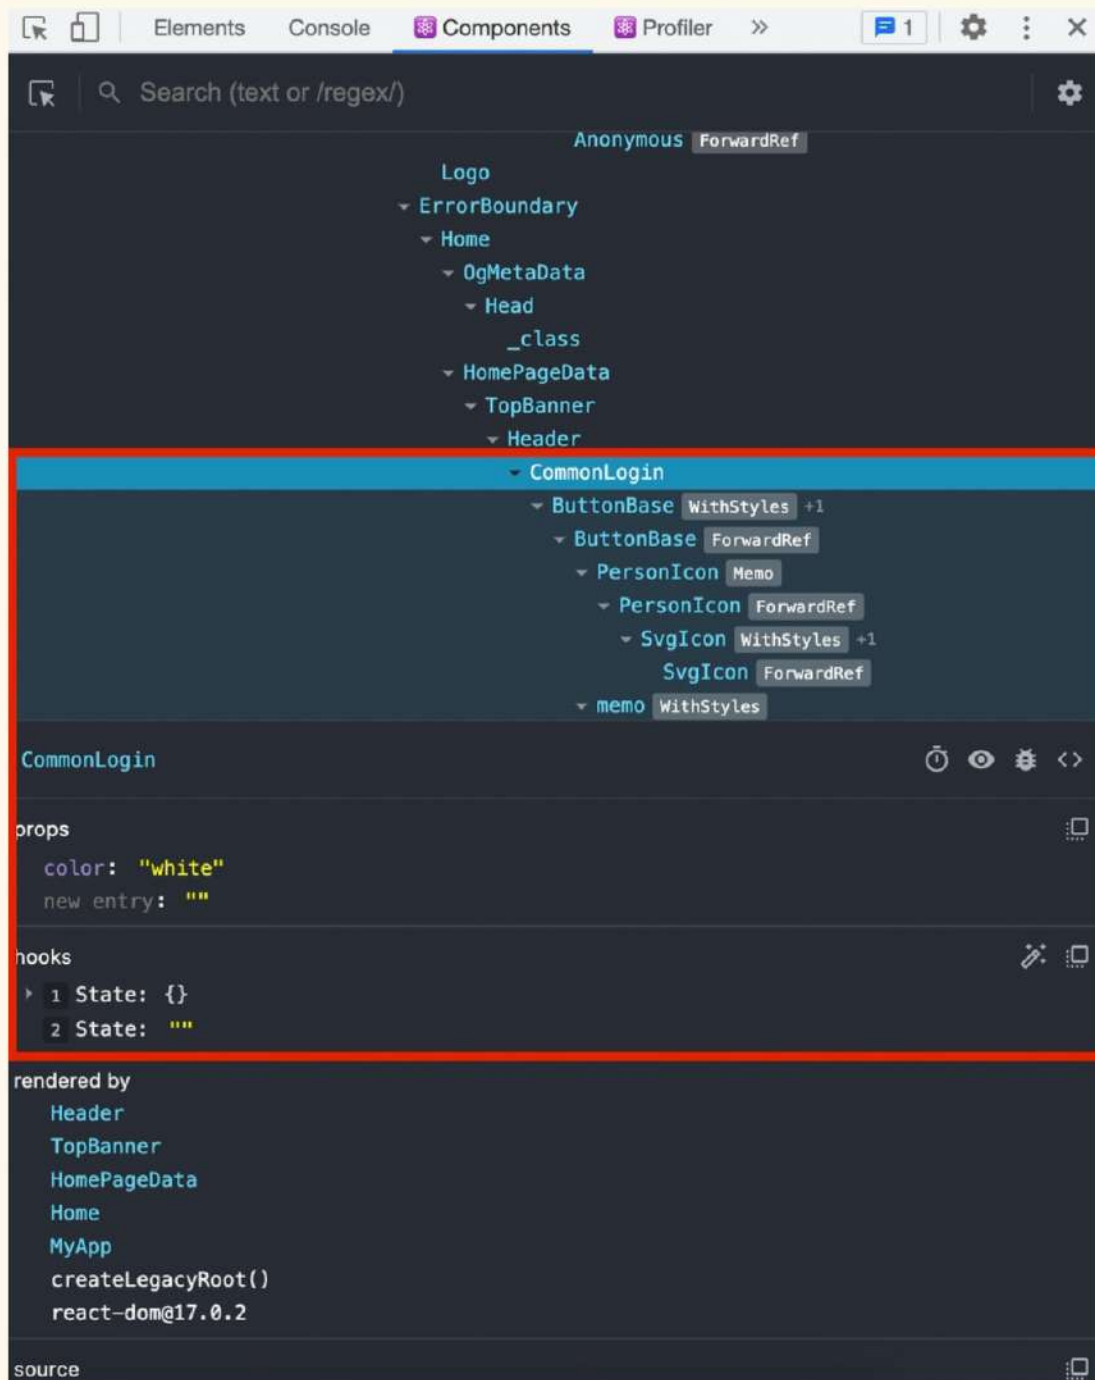 Elements Console Components Profiler » 1
Search (text or /regex/)
Anonymous ForwardRef
Logo
ErrorBoundary
Home
OgMetaData
Head
_class
HomePageData
TopBanner
Header
CommonLogin
ButtonBase WithStyles +1
ButtonBase ForwardRef
PersonIcon Memo
PersonIcon ForwardRef
SvgIcon WithStyles +1
SvgIcon ForwardRef
memo WithStyles
CommonLogin
props
color: "white"
new entry: ""
hooks
1 State: {}
2 State: ""
rendered by
Header
TopBanner
HomePageData
Home
MyApp
createLegacyRoot()
react-dom@17.0.2
source